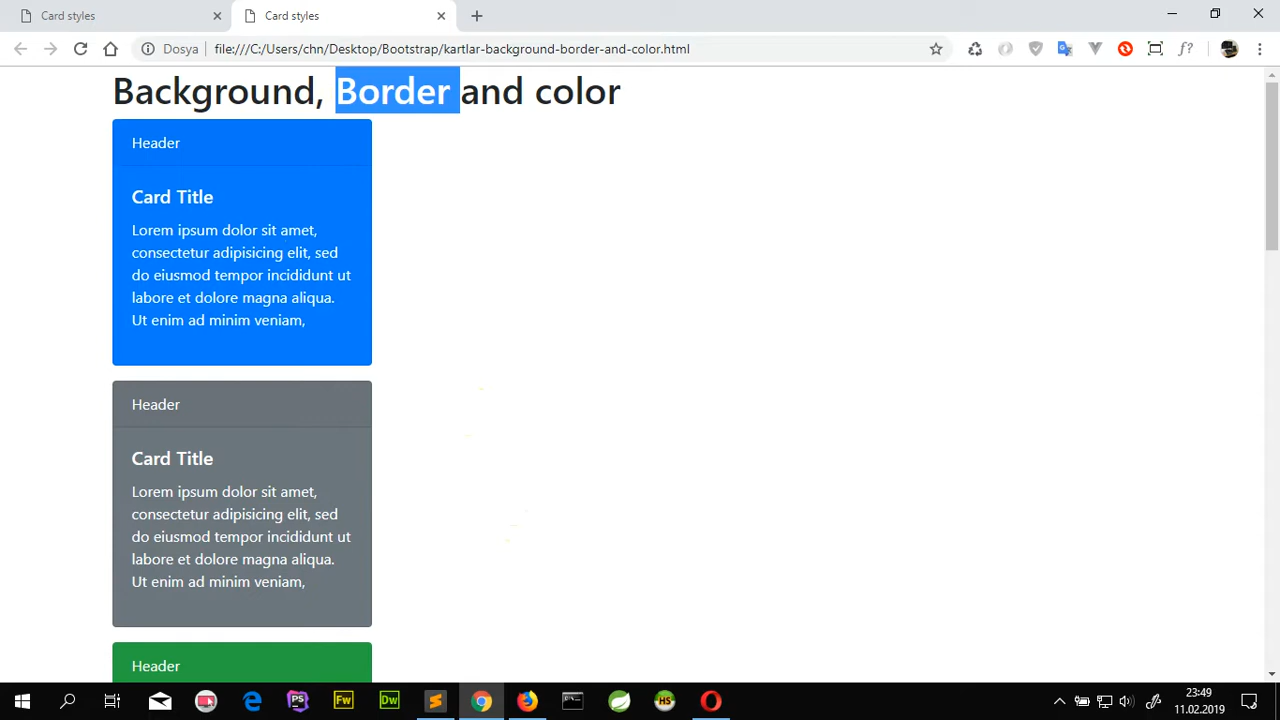 Card styles
Card styles
Dosya
file:///C:/Users/chn/Desktop/Bootstrap/kartlar-background-border-and-color.html
f?
Background, Border and color
Header
Card Title
Lorem ipsum dolor sit amet,
consectetur adipisicing elit, sed
do eiusmod tempor incididunt ut
labore et dolore magna aliqua.
Ut enim ad minim veniam,
Header
Card Title
Lorem ipsum dolor sit amet,
consectetur adipisicing elit, sed
do eiusmod tempor incididunt ut
labore et dolore magna aliqua.
Ut enim ad minim veniam,
Header
PS
Fw
Dw
HS
23:49
11.02.2019